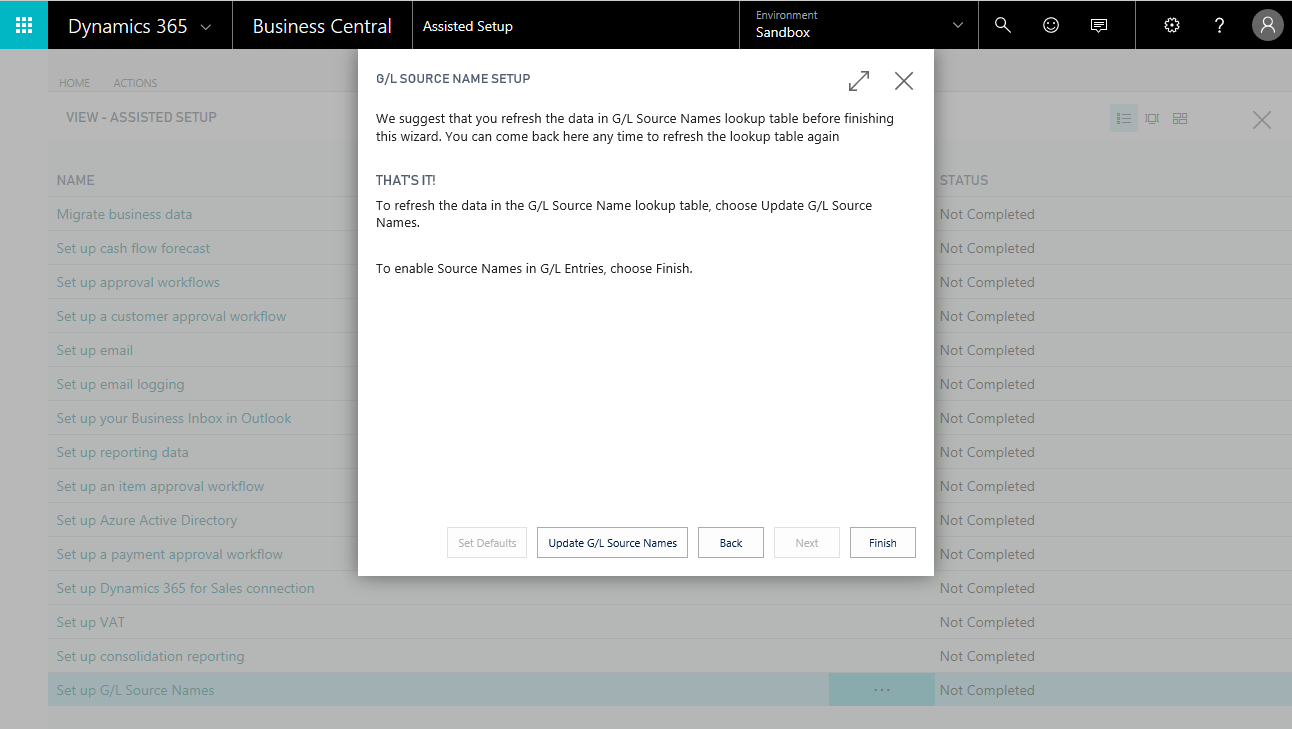 Dynamics 365
Business Central
Assisted Setup
Environment
Sandbox
?
HOME ACTIONS
VIEW - ASSISTED SETUP
G/L SOURCE NAME SETUP
We suggest that you refresh the data in G/L Source Names lookup table before finishing
this wizard. You can come back here any time to refresh the lookup table again
THAT'S IT!
To refresh the data in the G/L Source Name lookup table, choose Update G/L Source
Names.
To enable Source Names in G/L Entries, choose Finish.
Set Defaults Update G/L Source Names Back Next Finish
NAME STATUS
Migrate business data Not Completed
Set up cash flow forecast Not Completed
Set up approval workflows Not Completed
Set up a customer approval workflow Not Completed
Set up email Not Completed
Set up email logging Not Completed
Set up your Business Inbox in Outlook Not Completed
Set up reporting data Not Completed
Set up an item approval workflow Not Completed
Set up Azure Active Directory Not Completed
Set up a payment approval workflow Not Completed
Set up Dynamics 365 for Sales connection Not Completed
Set up VAT Not Completed
Set up consolidation reporting Not Completed
Set up G/L Source Names ... Not Completed